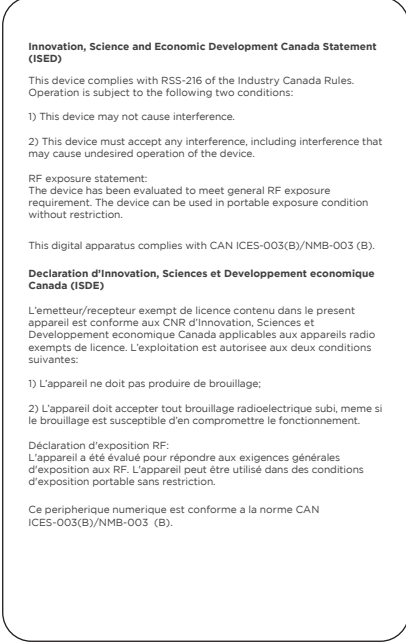 Innovation, Science and Economic Development Canada Statement
(ISED)
This device complies with RSS-216 of the Industry Canada Rules.
Operation is subject to the following two conditions:
1) This device may not cause interference.
2) This device must accept any interference, including interference that
may cause undesired operation of the device.
RF exposure statement:
The device has been evaluated to meet general RF exposure
requirement. The device can be used in portable exposure condition
without restriction.
This digital apparatus complies with CAN ICES-003(B)/NMB-003 (B).
Declaration d'Innovation, Sciences et Developpement economique
Canada (ISDE)
L'emetteur/recepteur exempt de licence contenu dans le present
appareil est conforme aux CNR d'Innovation, Sciences et
Developpement economique Canada applicables aux appareils radio
exempts de licence. L'exploitation est autorisee aux deux conditions
suivantes:
1) L'appareil ne doit pas produire de brouillage;
2) L'appareil doit accepter tout brouillage radioelectrique subi, meme si
le brouillage est susceptible d'en compromettre le fonctionnement.
Déclaration d'exposition RF:
L'appareil a été évalué pour répondre aux exigences générales
d'exposition aux RF. L'appareil peut être utilisé dans des conditions
d'exposition portable sans restriction.
Ce peripherique numerique est conforme a la norme CAN
ICES-003(B)/NMB-003 (B).